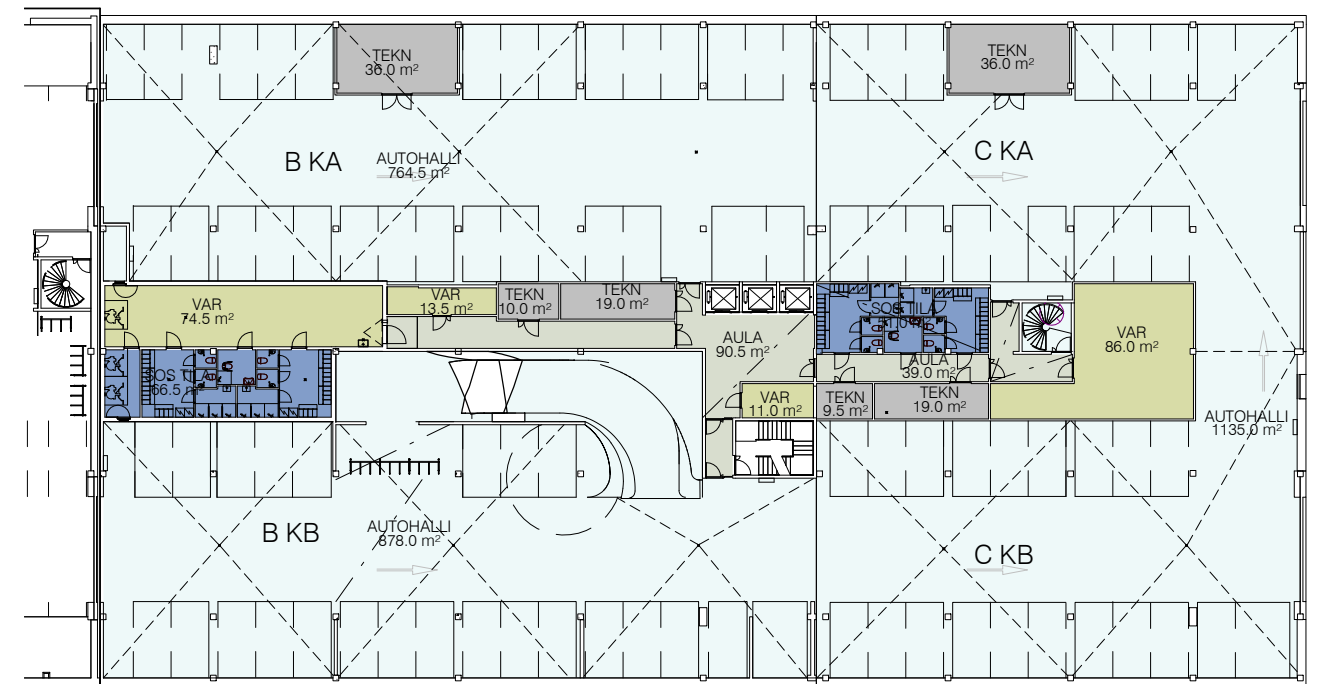 TEKN
36.0 m²
TEKN
36.0 m²
B KA
AUTOHALLI
764.5 m²
C KA
VAR
74.5 m²
VAR
13.5 m²
TEKN
10.0 m²
TEKN
19.0 m²
AULA
90.5 m²
SOS TILA
VAR
86.0 m²
AULA
39.0 m²
SOS TILA
66.5 m²
VAR
11.0 m²
TEKN
9.5 m²
TEKN
19.0 m²
AUTOHALLI
1135.0 m²
B KB
AUTOHALLI
878.0 m²
C KB